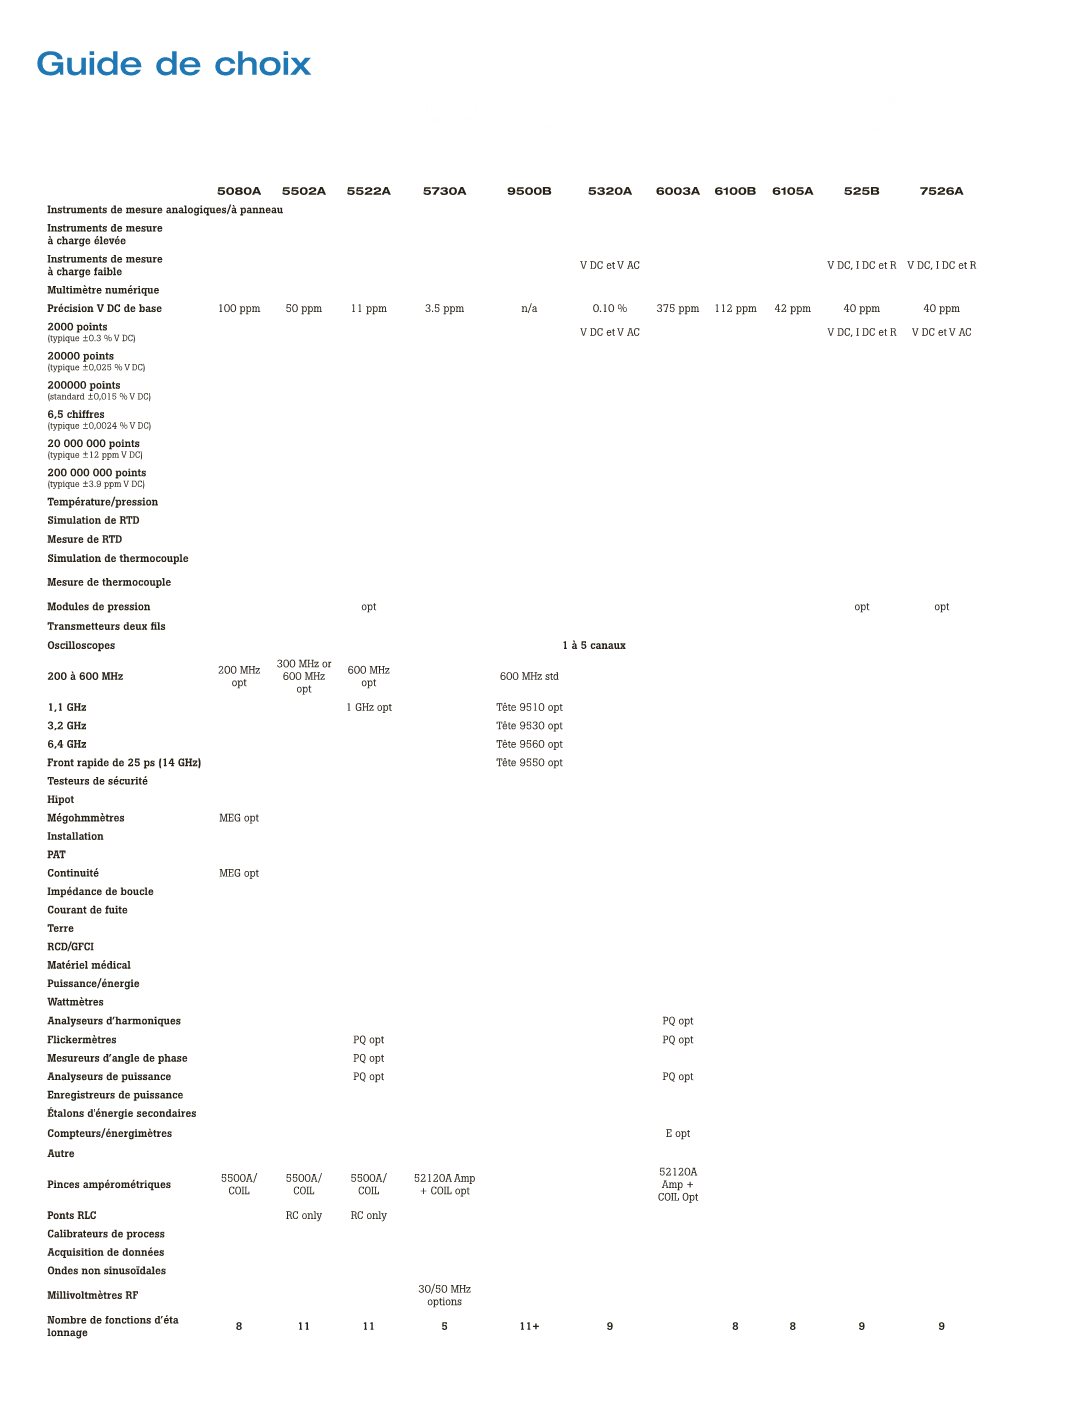 Guide de choix
5080A 5502A 5522A 5730A 9500B 5320A 6003A 6100B 6105A 525B 7526A
Instruments de mesure analogiques/à panneau
Instruments de mesure
à charge élevée
Instruments de mesure
à charge faible
V DC et V AC V DC, I DC et R V DC, I DC et R
Multimètre numérique
Précision V DC de base 100 ppm 50 ppm 11 ppm 3.5 ppm n/a 0.10 % 375 ppm 112 ppm 42 ppm 40 ppm 40 ppm
2000 points
(typique ±0.3 % V DC)
V DC et V AC V DC, I DC et R V DC et V AC
20000 points
(typique ±0,025 % V DC)
200000 points
(standard ±0,015 % V DC)
6,5 chiffres
(typique ±0,0024 % V DC)
20 000 000 points
(typique ±12 ppm V DC)
200 000 000 points
(typique ±3.9 ppm V DC)
Température/pression
Simulation de RTD
Mesure de RTD
Simulation de thermocouple
Mesure de thermocouple
Modules de pression opt opt opt
Transmetteurs deux fils
Oscilloscopes 1 à 5 canaux
200 à 600 MHz
200 MHz
opt
300 MHz or
600 MHz
opt
600 MHz
opt
600 MHz std
1,1 GHz 1 GHz opt Tête 9510 opt
3,2 GHz Tête 9530 opt
6,4 GHz Tête 9560 opt
Front rapide de 25 ps (14 GHz) Tête 9550 opt
Testeurs de sécurité
Hipot
Mégohmmètres MEG opt
Installation
PAT
Continuité MEG opt
Impédance de boucle
Courant de fuite
Terre
RCD/GFCI
Matériel médical
Puissance/énergie
Wattmètres
Analyseurs d’harmoniques PQ opt
Flickermètres PQ opt PQ opt
Mesureurs d’angle de phase PQ opt
Analyseurs de puissance PQ opt PQ opt
Enregistreurs de puissance
Étalons d'énergie secondaires
Compteurs/énergimètres E opt
Autre
Pinces ampérométriques
5500A/
COIL
5500A/
COIL
5500A/
COIL
52120A Amp
+ COIL opt
52120A
Amp +
COIL Opt
Ponts RLC RC only RC only
Calibrateurs de process
Acquisition de données
Ondes non sinusoïdales
Millivoltmètres RF
30/50 MHz
options
Nombre de fonctions d’éta
lonnage
8 11 11 5 11+ 9 8 8 9 9